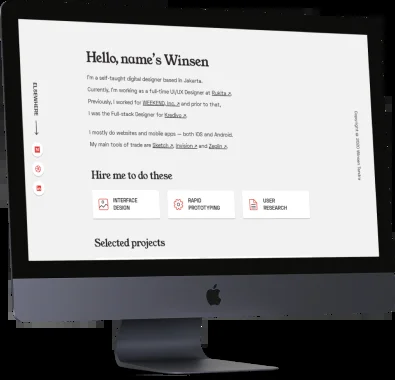 Hello, name's Winsen
I'm a self-taught digital designer based in Jakarta.
Currently, I'm working as a full-time UI/UX Designer at Rukita ↗.
Previously, I worked for WEEKEND, Inc. ↗ and prior to that,
I was the Full-stack Designer for Kredivo ↗.
I mostly do websites and mobile apps — both iOS and Android.
My main tools of trade are Sketch ↗, Invision ↗ and Zeplin ↗.
ELSEWHERE ⟶
Hire me to do these
INTERFACE
DESIGN
RAPID
PROTOTYPING
USER
RESEARCH
Selected projects
Copyright © 2020 Winsen Tandra